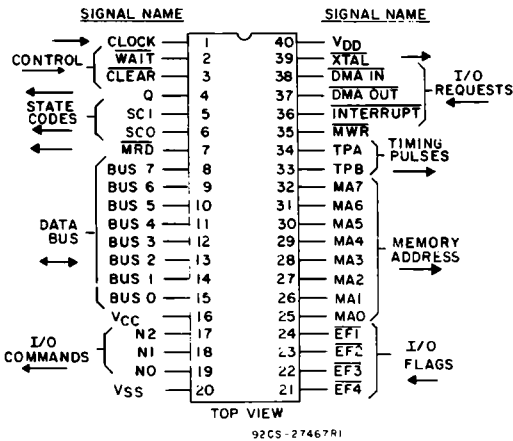 SIGNAL NAME
SIGNAL NAME
CLOCK 1 40 VDD
WAIT 2 39 XTAL
CONTROL
CLEAR 3 38 DMA IN
Q 4 37 DMA OUT
I/O REQUESTS
STATE CODES
SC1 5 36 INTERRUPT
SC0 6 35 MWR
MRD 7 34 TPA
TIMING PULSES
BUS 7 8 33 TPB
BUS 6 9 32 MA7
BUS 5 10 31 MA6
BUS 4 11 30 MA5
DATA BUS
BUS 3 12 29 MA4
BUS 2 13 28 MA3
MEMORY ADDRESS
BUS 1 14 27 MA2
BUS 0 15 26 MA1
VCC 16 25 MA0
N2 17 24 EF1
I/O COMMANDS
N1 18 23 EF2
N0 19 22 EF3
I/O FLAGS
VSS 20 21 EF4
TOP VIEW
92CS-27467R1